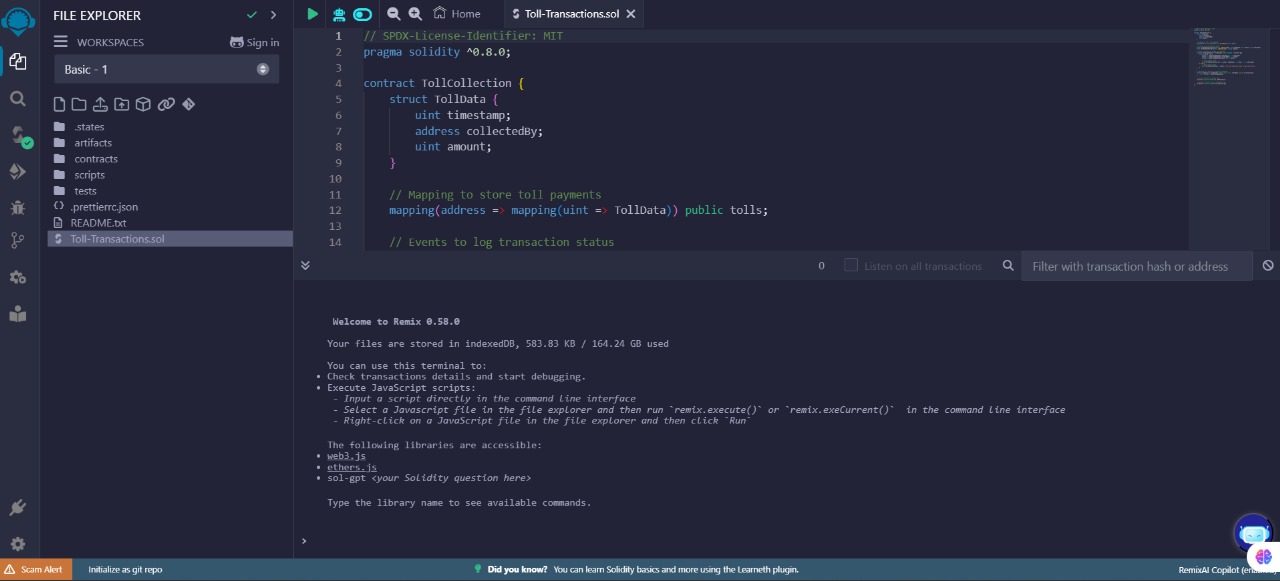 FILE EXPLORER
WORKSPACES
Sign in
Basic - 1
.states
artifacts
contracts
scripts
tests
.prettierrc.json
README.txt
Toll-Transactions.sol
Home
Toll-Transactions.sol
1 // SPDX-License-Identifier: MIT
2 pragma solidity ^0.8.0;
3
4 contract TollCollection {
5 struct TollData {
6 uint timestamp;
7 address collectedBy;
8 uint amount;
9 }
10
11 // Mapping to store toll payments
12 mapping(address => mapping(uint => TollData)) public tolls;
13
14 // Events to log transaction status
0 Listen on all transactions Filter with transaction hash or address
Welcome to Remix 0.58.0
Your files are stored in indexedDB, 583.83 KB / 164.24 GB used
You can use this terminal to:
• Check transactions details and start debugging.
• Execute JavaScript scripts:
- Input a script directly in the command line interface
- Select a Javascript file in the file explorer and then run `remix.execute()` or `remix.exeCurrent()` in the command line interface
- Right-click on a JavaScript file in the file explorer and then click `Run`
The following libraries are accessible:
• web3.js
• ethers.js
• sol-gpt <your Solidity question here>
Type the library name to see available commands.
>
Scam Alert
Initialize as git repo
Did you know? You can learn Solidity basics and more using the Learneth plugin.
RemixAI Copilot (enabled)